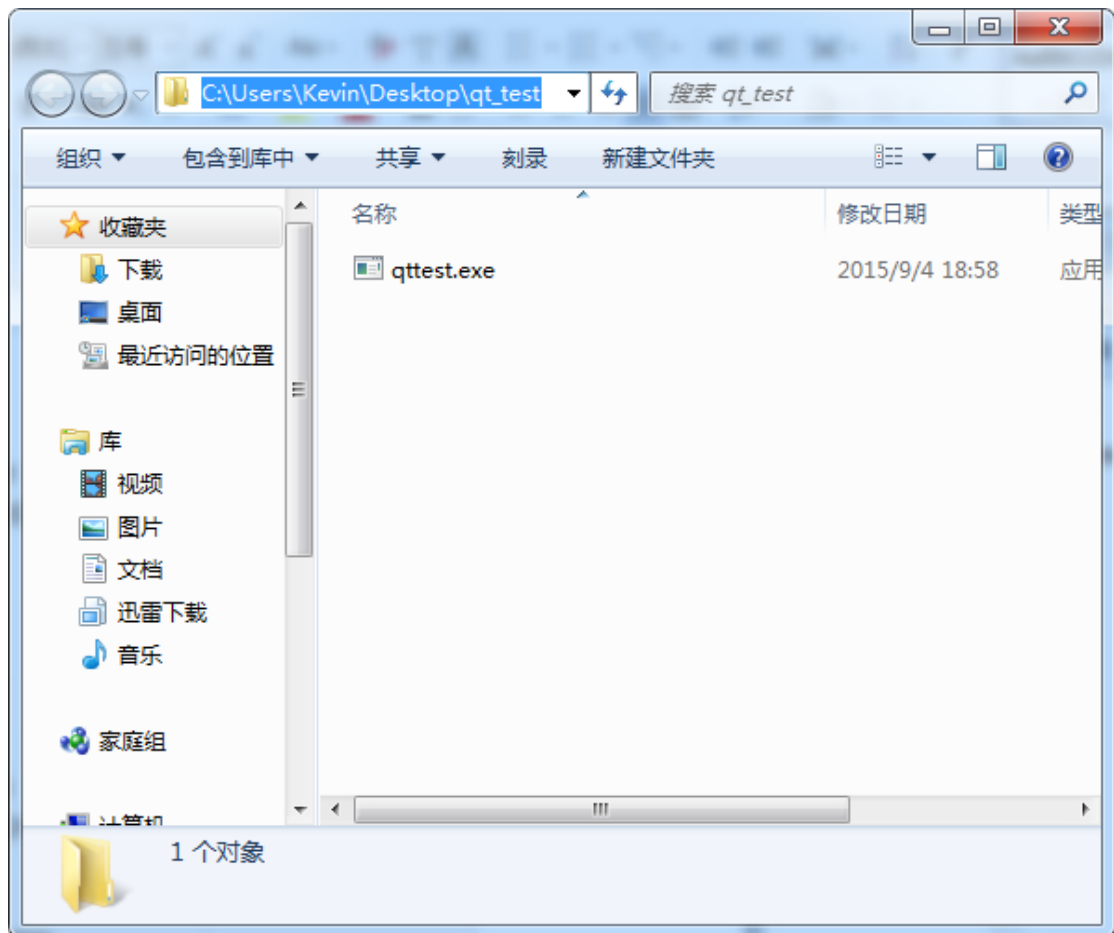 C:\Users\Kevin\Desktop\qt_test
搜索 qt_test
组织 包含到库中 共享 刻录 新建文件夹
收藏夹
下载
桌面
最近访问的位置
库
视频
图片
文档
迅雷下载
音乐
家庭组
计算机
名称 修改日期 类型
qttest.exe 2015/9/4 18:58 应用
1 个对象